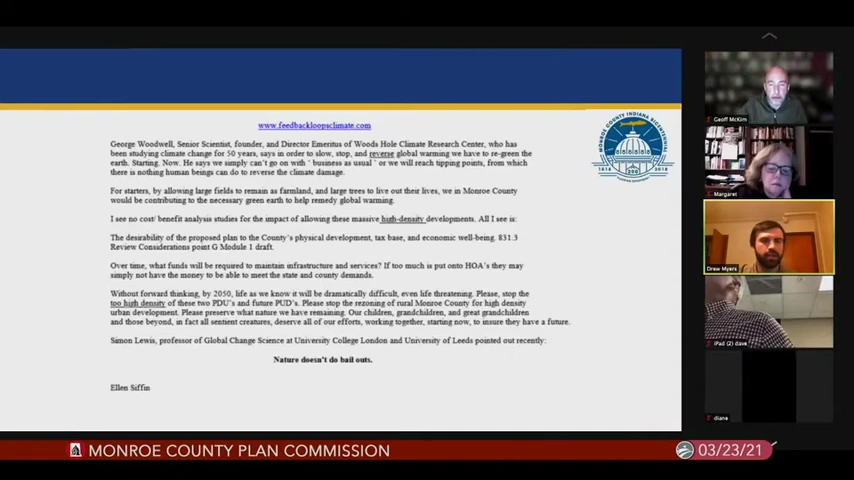 www.feedbackloopsclimate.com
George Woodwell, Senior Scientist, founder, and Director Emeritus of Woods Hole Climate Research Center, who has
been studying climate change for 50 years, says in order to slow, stop, and reverse global warming we have to re-green the
earth. Starting. Now. He says we simply can't go on with ' business as usual ' or we will reach tipping points, from which
there is nothing human beings can do to reverse the climate damage.
For starters, by allowing large fields to remain as farmland, and large trees to live out their lives, we in Monroe County
would be contributing to the necessary green earth to help remedy global warming.
I see no cost/ benefit analysis studies for the impact of allowing these massive high-density developments. All I see is:
The desirability of the proposed plan to the County's physical development, tax base, and economic well-being. 831.3
Review Considerations point G Module 1 draft.
Over time, what funds will be required to maintain infrastructure and services? If too much is put onto HOA's they may
simply not have the money to be able to meet the state and county demands.
Without forward thinking, by 2050, life as we know it will be dramatically difficult, even life threatening. Please, stop the
too high density of these two PDU's and future PUD's. Please stop the rezoning of rural Monroe County for high density
urban development. Please preserve what nature we have remaining. Our children, grandchildren, and great grandchildren
and those beyond, in fact all sentient creatures, deserve all of our efforts, working together, starting now, to insure they have a future.
Simon Lewis, professor of Global Change Science at University College London and University of Leeds pointed out recently:
Nature doesn't do bail outs.
Ellen Siffin
MONROE COUNTY INDIANA BICENTENNIAL
1818
200
2018
Geoff McKim
Margaret
Drew Myers
iPad (2) dave
diane
MONROE COUNTY PLAN COMMISSION
03/23/21